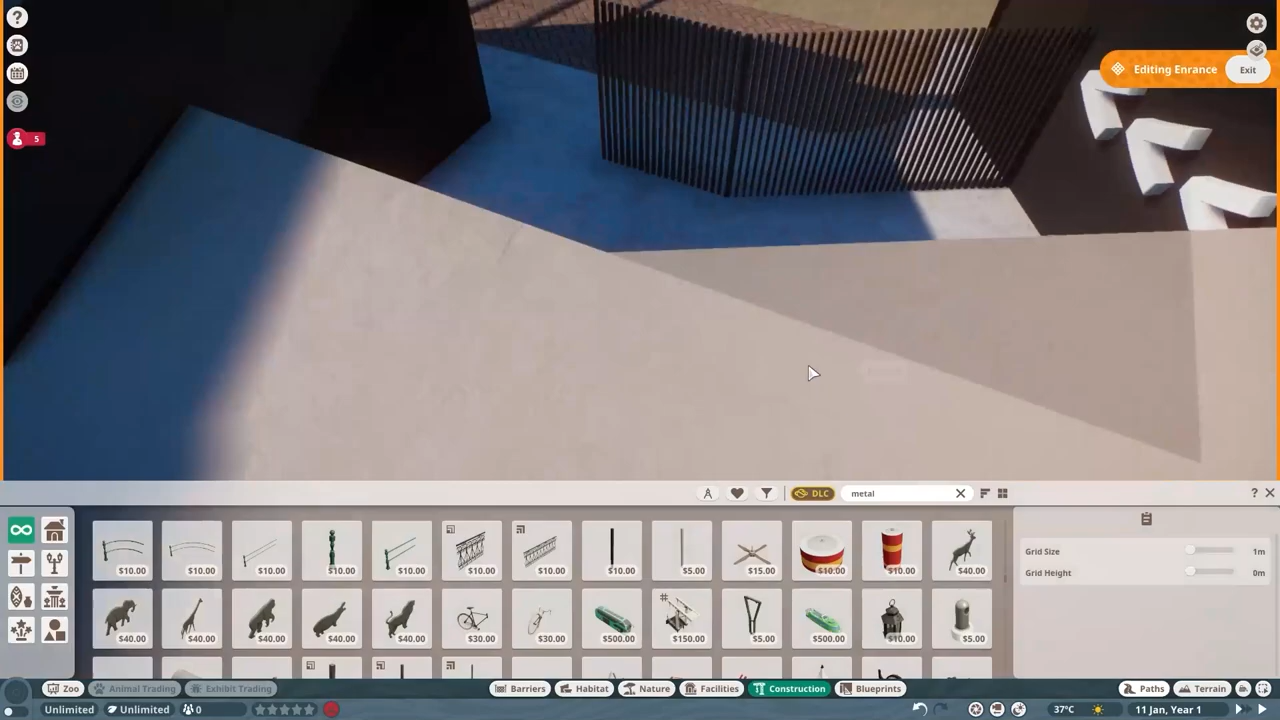 ?
Editing Enrance Exit
5
DLC metal ?
$10.00 $10.00 $10.00 $10.00 $10.00 $10.00 $10.00 $10.00 $5.00 $15.00 $10.00 $10.00 $40.00
Grid Size 1m
Grid Height 0m
$40.00 $40.00 $40.00 $40.00 $40.00 $30.00 $30.00 $500.00 $150.00 $5.00 $500.00 $10.00 $5.00
Zoo Animal Trading Exhibit Trading Barriers Habitat Nature Facilities Construction Blueprints Paths Terrain
Unlimited Unlimited 0 37°C 11 Jan, Year 1